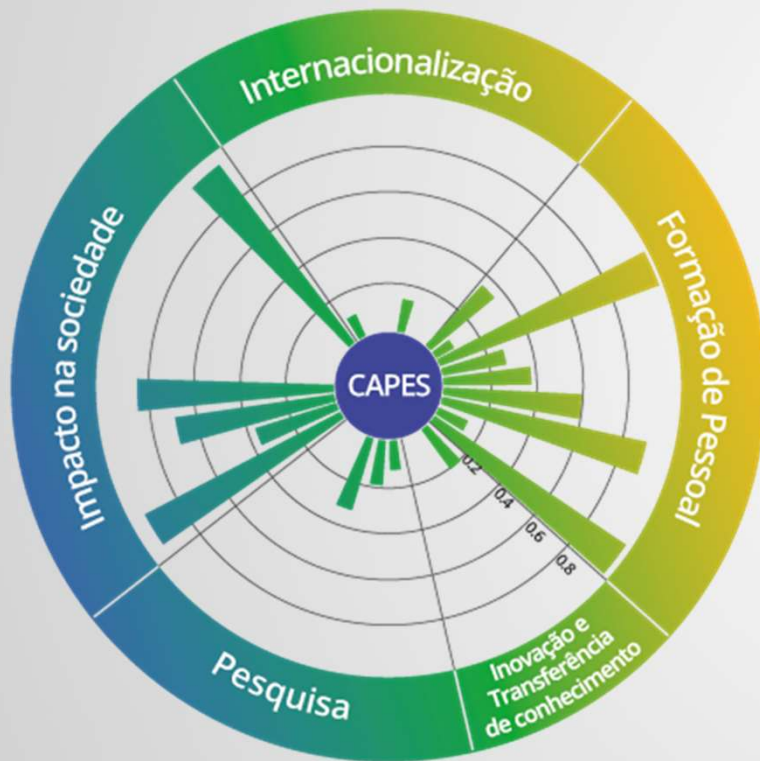 Internacionalização
Formação de Pessoal
Impacto na sociedade
CAPES
0.2
0.4
0.6
0.8
Pesquisa
Inovação e
Transferência
de conhecimento